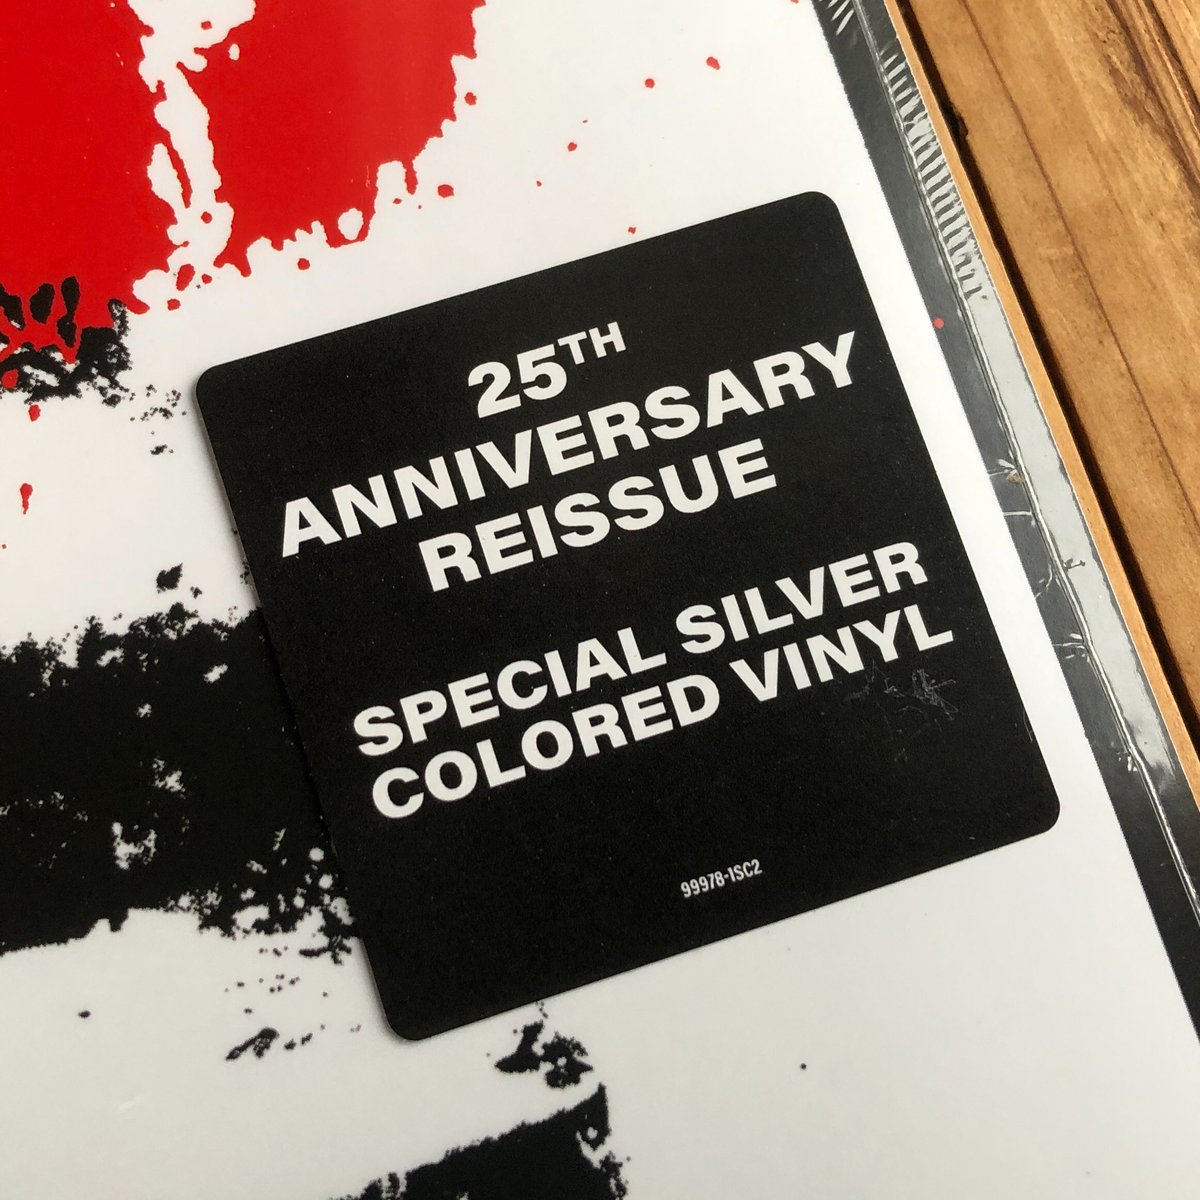 25TH
ANNIVERSARY
REISSUE
SPECIAL SILVER
COLORED VINYL
99978-1SC2